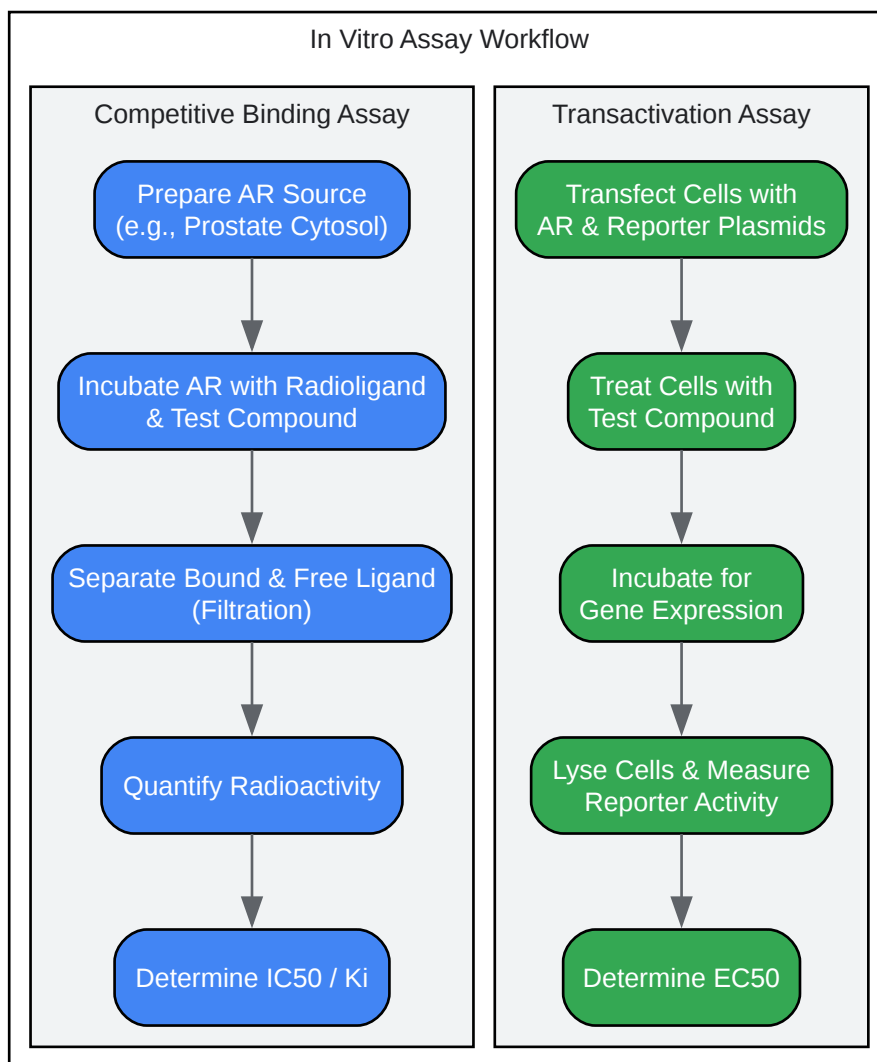 In Vitro Assay Workflow
Competitive Binding Assay
Prepare AR Source
(e.g., Prostate Cytosol)
Incubate AR with Radioligand
& Test Compound
Separate Bound & Free Ligand
(Filtration)
Quantify Radioactivity
Determine IC50 / Ki
Transactivation Assay
Transfect Cells with
AR & Reporter Plasmids
Treat Cells with
Test Compound
Incubate for
Gene Expression
Lyse Cells & Measure
Reporter Activity
Determine EC50